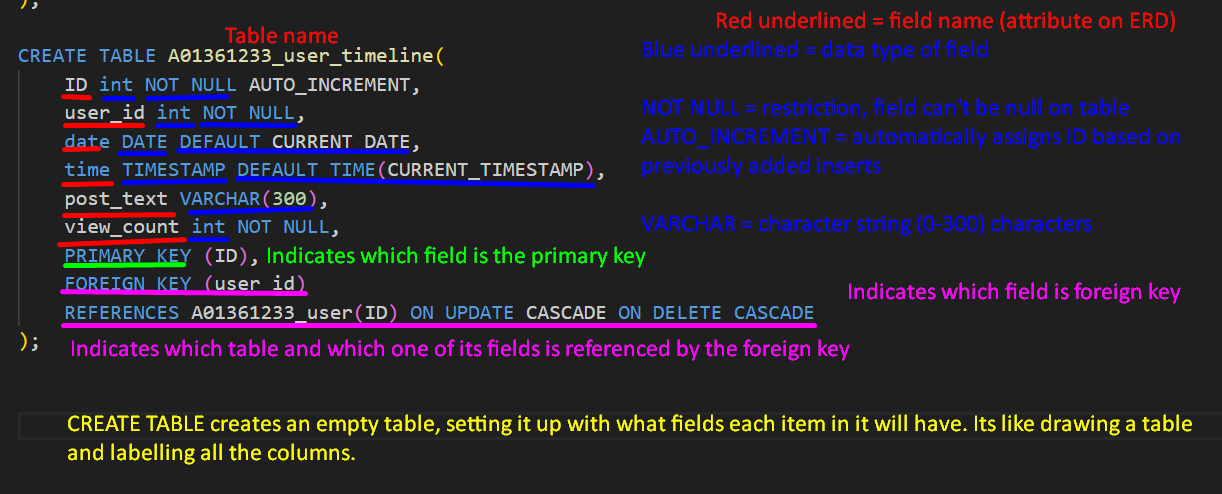 );
Table name
Red underlined = field name (attribute on ERD)
CREATE TABLE A01361233_user_timeline(
Blue underlined = data type of field
ID int NOT NULL AUTO_INCREMENT,
user_id int NOT NULL,
NOT NULL = restriction, field can't be null on table
date DATE DEFAULT CURRENT_DATE,
AUTO_INCREMENT = automatically assigns ID based on
previously added inserts
time TIMESTAMP DEFAULT TIME(CURRENT_TIMESTAMP),
post_text VARCHAR(300),
view_count int NOT NULL,
VARCHAR = character string (0-300) characters
PRIMARY KEY (ID), Indicates which field is the primary key
FOREIGN KEY (user_id)
Indicates which field is foreign key
REFERENCES A01361233_user(ID) ON UPDATE CASCADE ON DELETE CASCADE
);
Indicates which table and which one of its fields is referenced by the foreign key
CREATE TABLE creates an empty table, setting it up with what fields each item in it will have. Its like drawing a table
and labelling all the columns.